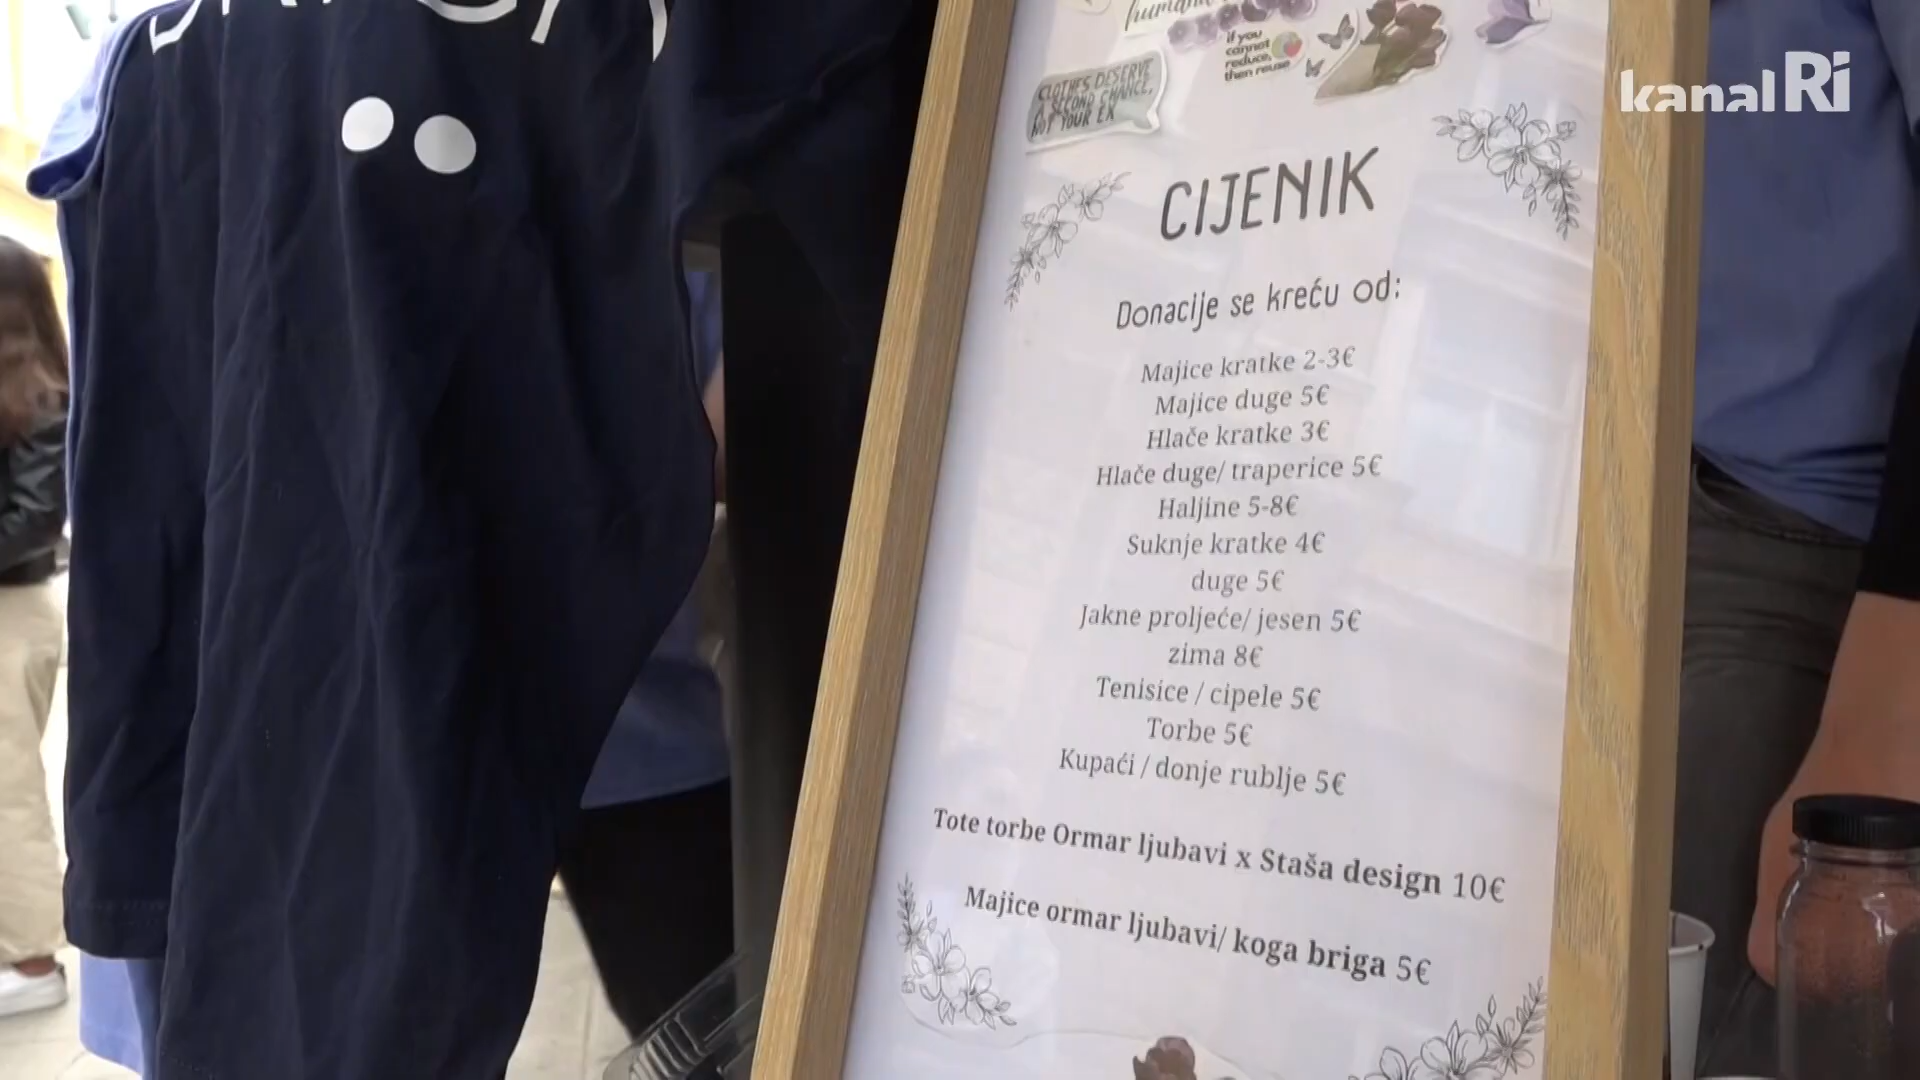 kanalRi
if you
cannot
reduce,
then reuse
CLOTHES DESERVE
A SECOND CHANCE,
NOT YOUR EX
CIJENIK
Donacije se kreću od:
Majice kratke 2-3€
Majice duge 5€
Hlače kratke 3€
Hlače duge/ traperice 5€
Haljine 5-8€
Suknje kratke 4€
duge 5€
Jakne proljeće/ jesen 5€
zima 8€
Tenisice / cipele 5€
Torbe 5€
Kupaći / donje rublje 5€
Tote torbe Ormar ljubavi x Staša design 10€
Majice ormar ljubavi/ koga briga 5€